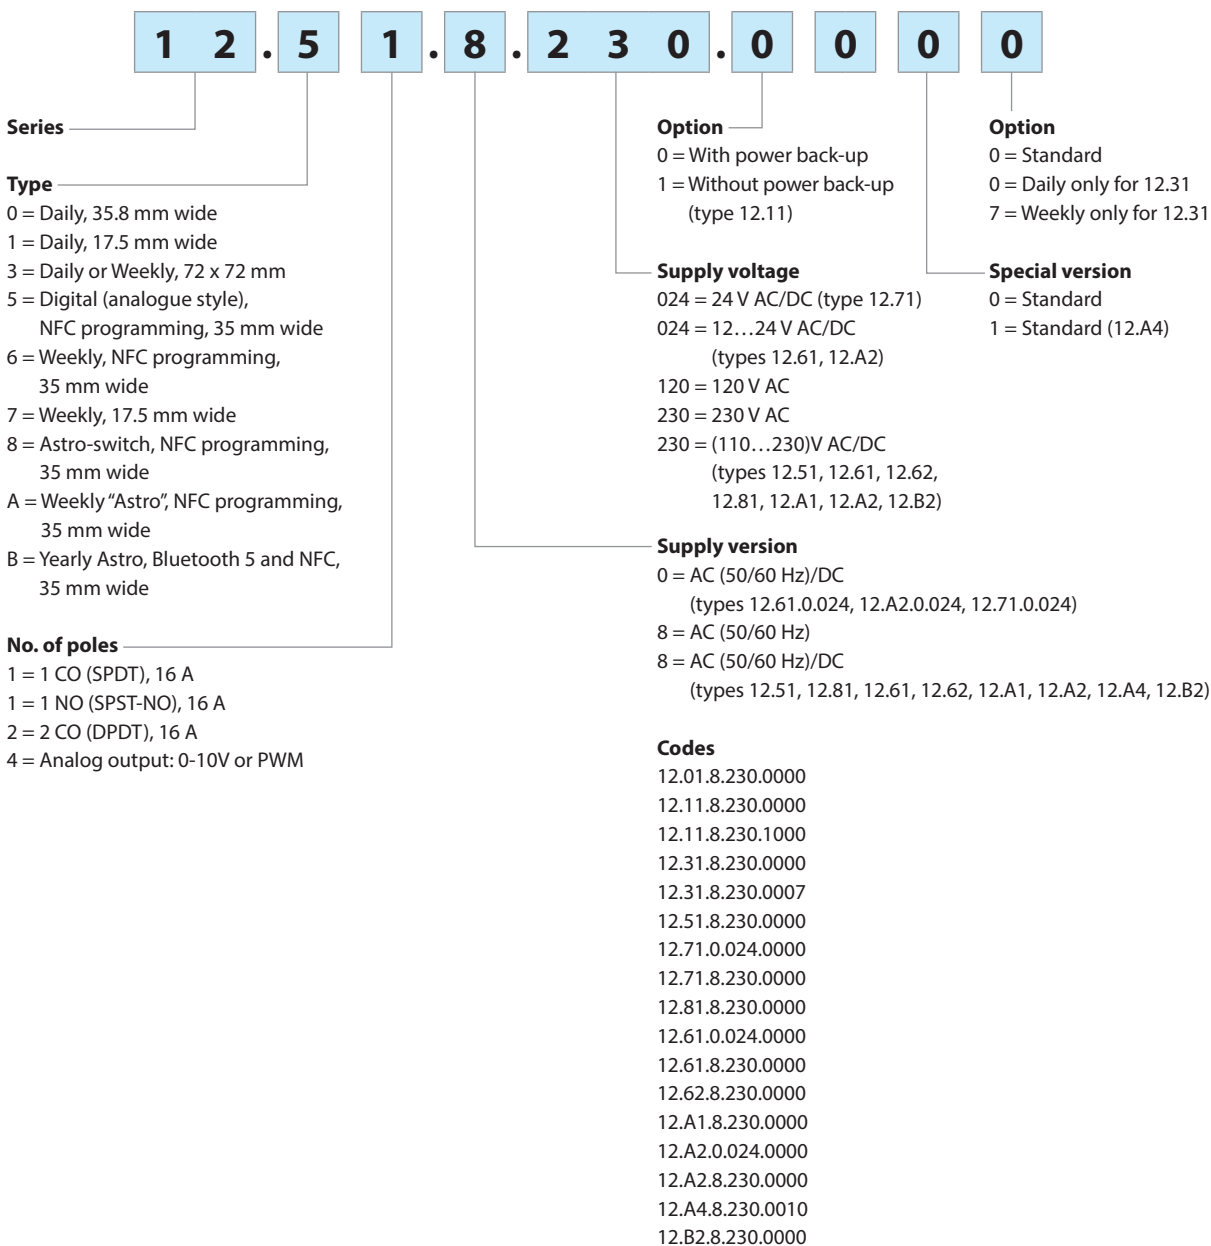 1 2 . 5 1 . 8 . 2 3 0 . 0 0 0 0
Series
Type
0 = Daily, 35.8 mm wide
1 = Daily, 17.5 mm wide
3 = Daily or Weekly, 72 x 72 mm
5 = Digital (analogue style),
NFC programming, 35 mm wide
6 = Weekly, NFC programming,
35 mm wide
7 = Weekly, 17.5 mm wide
8 = Astro-switch, NFC programming,
35 mm wide
A = Weekly “Astro”, NFC programming,
35 mm wide
B = Yearly Astro, Bluetooth 5 and NFC,
35 mm wide
No. of poles
1 = 1 CO (SPDT), 16 A
1 = 1 NO (SPST-NO), 16 A
2 = 2 CO (DPDT), 16 A
4 = Analog output: 0-10V or PWM
Option
0 = With power back-up
1 = Without power back-up
(type 12.11)
Option
0 = Standard
0 = Daily only for 12.31
7 = Weekly only for 12.31
Supply voltage
024 = 24 V AC/DC (type 12.71)
024 = 12…24 V AC/DC
(types 12.61, 12.A2)
120 = 120 V AC
230 = 230 V AC
230 = (110…230)V AC/DC
(types 12.51, 12.61, 12.62,
12.81, 12.A1, 12.A2, 12.B2)
Special version
0 = Standard
1 = Standard (12.A4)
Supply version
0 = AC (50/60 Hz)/DC
(types 12.61.0.024, 12.A2.0.024, 12.71.0.024)
8 = AC (50/60 Hz)
8 = AC (50/60 Hz)/DC
(types 12.51, 12.81, 12.61, 12.62, 12.A1, 12.A2, 12.A4, 12.B2)
Codes
12.01.8.230.0000
12.11.8.230.0000
12.11.8.230.1000
12.31.8.230.0000
12.31.8.230.0007
12.51.8.230.0000
12.71.0.024.0000
12.71.8.230.0000
12.81.8.230.0000
12.61.0.024.0000
12.61.8.230.0000
12.62.8.230.0000
12.A1.8.230.0000
12.A2.0.024.0000
12.A2.8.230.0000
12.A4.8.230.0010
12.B2.8.230.0000